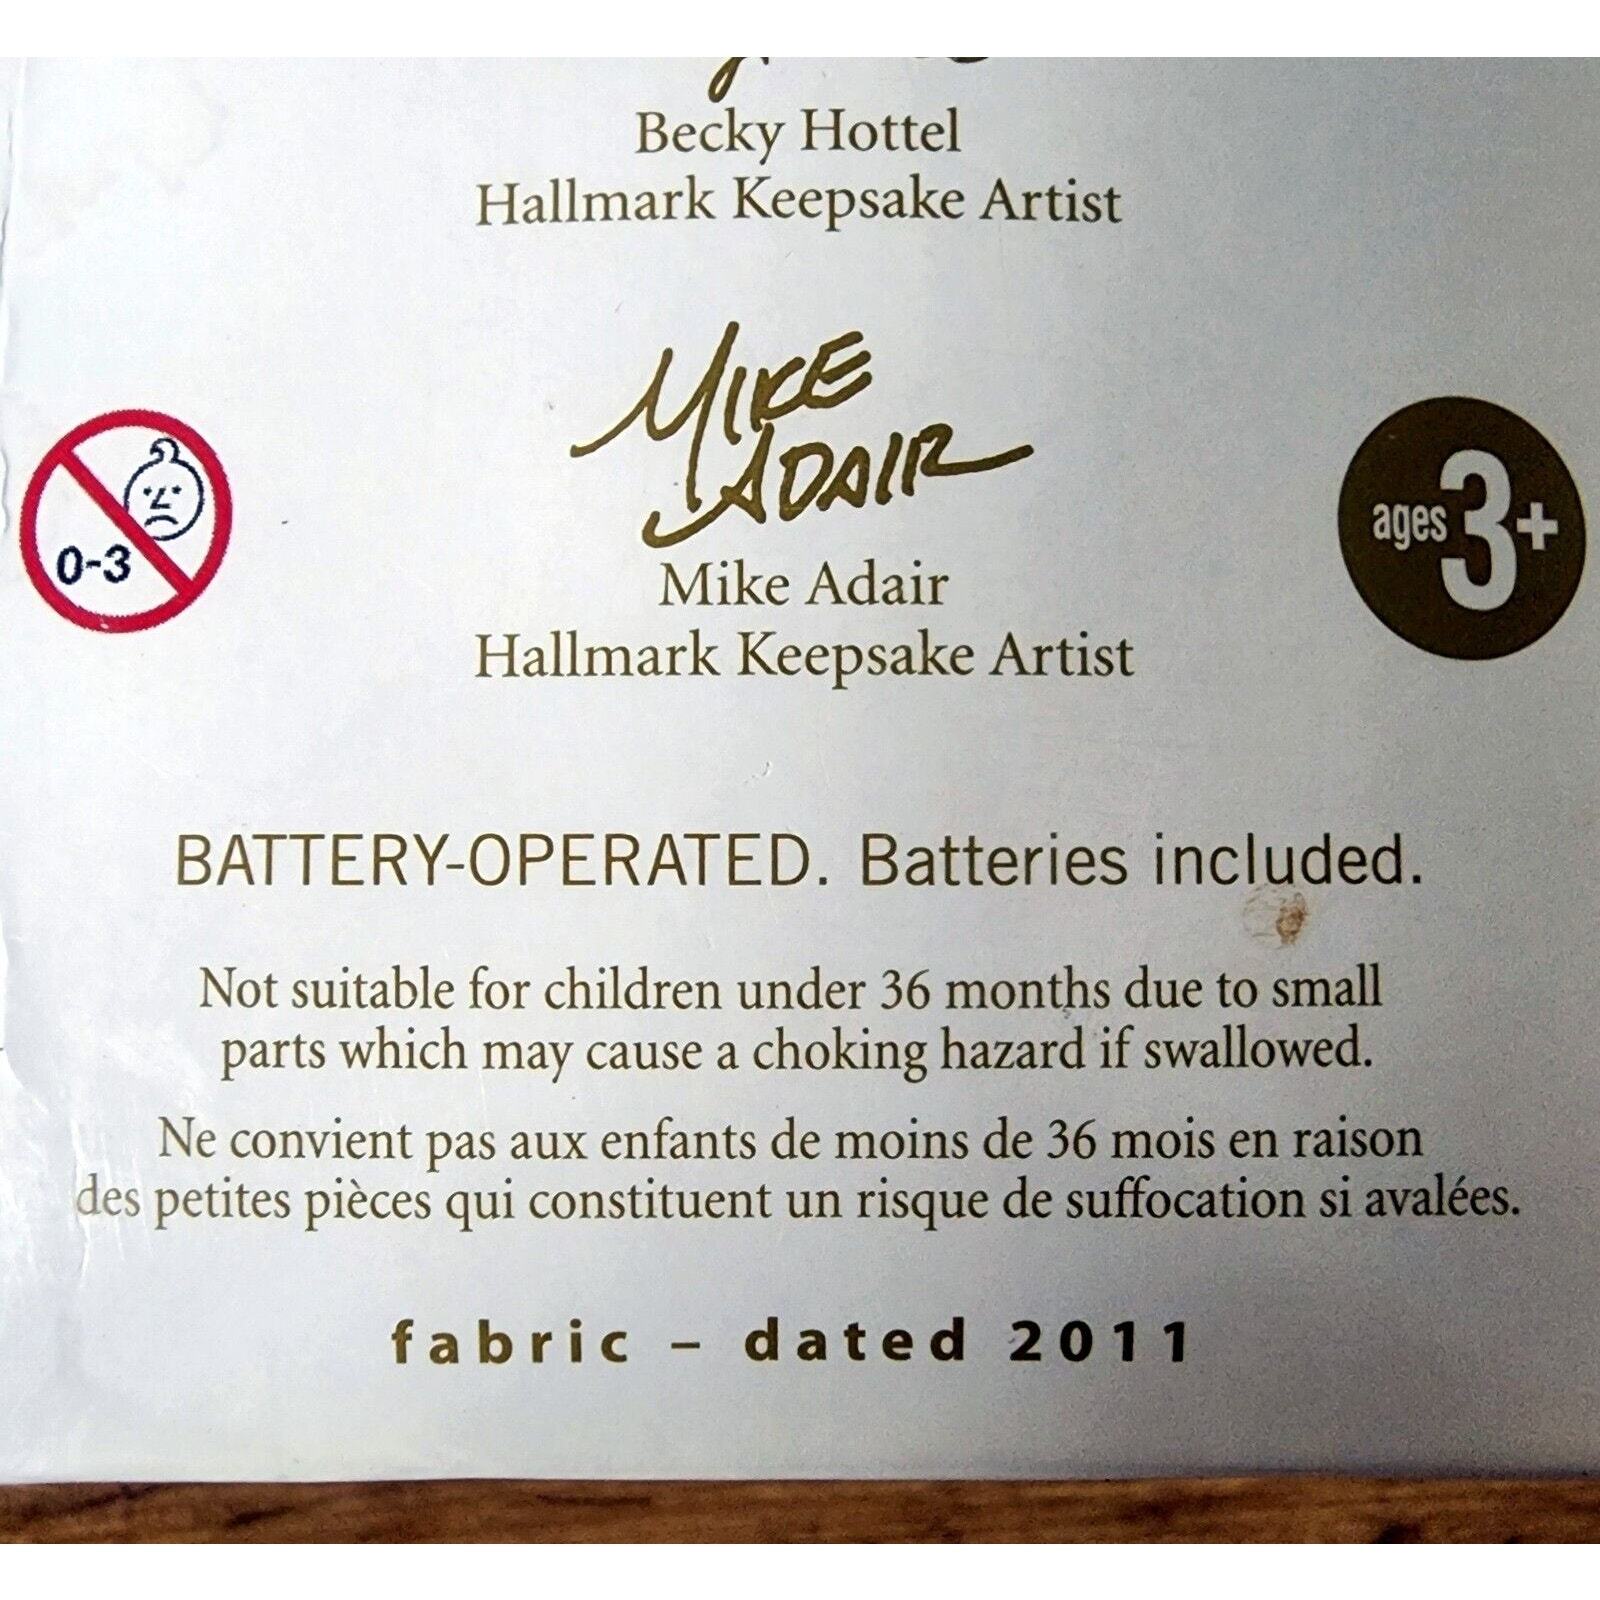 Becky Hottel
Hallmark Keepsake Artist
MIKE
ADAIR
Mike Adair
Hallmark Keepsake Artist
0-3
ages 3+
BATTERY-OPERATED. Batteries included.
Not suitable for children under 36 months due to small
parts which may cause a choking hazard if swallowed.
Ne convient pas aux enfants de moins de 36 mois en raison
des petites pièces qui constituent un risque de suffocation si avalées.
fabric – dated 2011